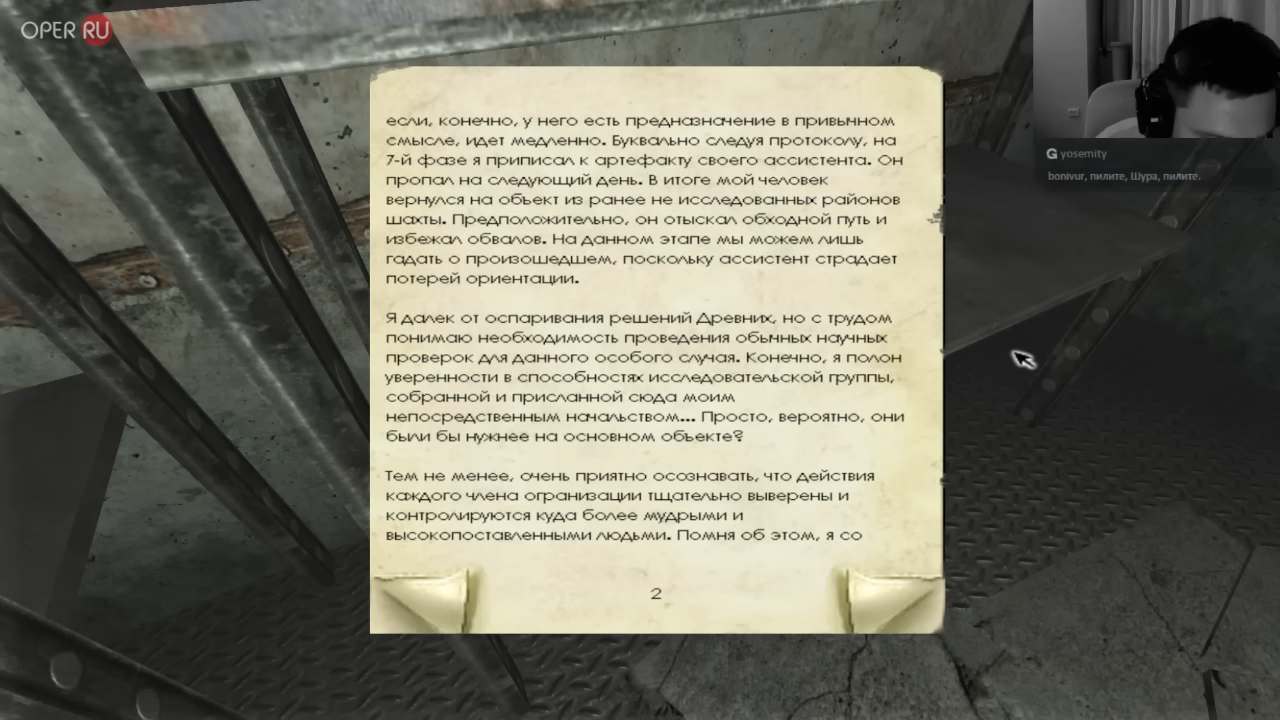 OPER RU
если, конечно, у него есть предназначение в привычном
смысле, идет медленно. Буквально следуя протоколу, на
7-й фазе я приписал к артефакту своего ассистента. Он
пропал на следующий день. В итоге мой человек
вернулся на объект из ранее не исследованных районов
шахты. Предположительно, он отыскал обходной путь и
избежал обвалов. На данном этапе мы можем лишь
гадать о произошедшем, поскольку ассистент страдает
потерей ориентации.
Я далек от оспаривания решений Древних, но с трудом
понимаю необходимость проведения обычных научных
проверок для данного особого случая. Конечно, я полон
уверенности в способностях исследовательской группы,
собранной и присланной сюда моим
непосредственным начальством... Просто, вероятно, они
были бы нужнее на основном объекте?
Тем не менее, очень приятно осознавать, что действия
каждого члена огранизации тщательно выверены и
контролируются куда более мудрыми и
высокопоставленными людьми. Помня об этом, я со
2
G yosemity
bonivur, пилите, Шура, пилите.